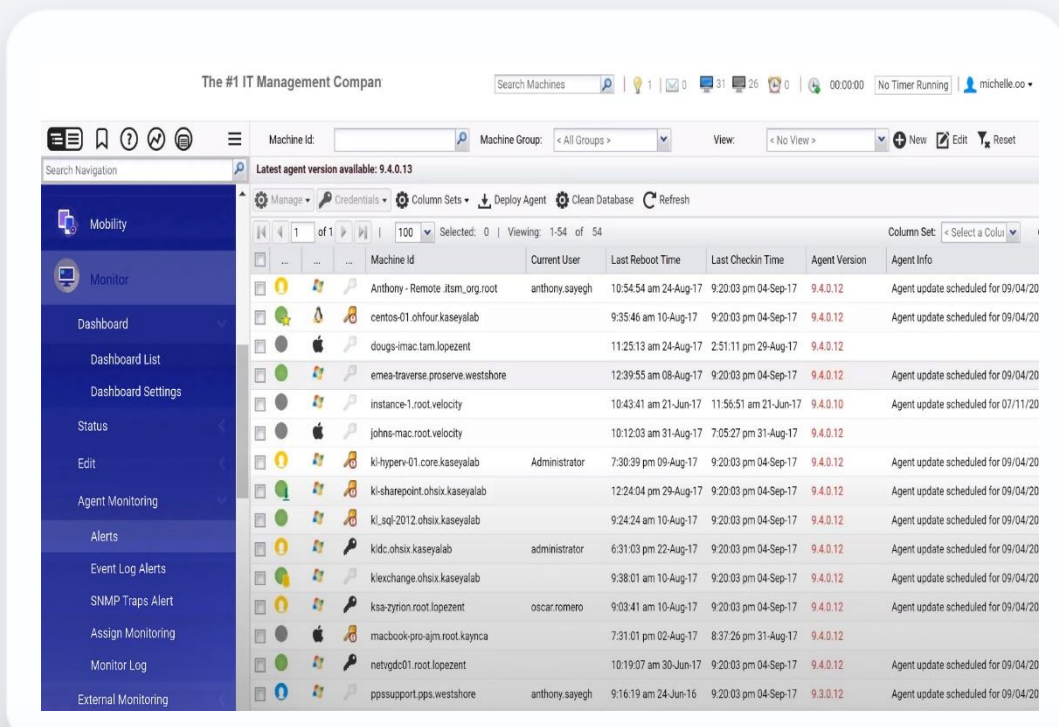 The #1 IT Management Compan
Search Machines 1 0 31 26 0 00:00:00 No Timer Running michelle.oo
Machine Id: Machine Group: < All Groups > View: < No View > New Edit Reset
Search Navigation
Latest agent version available: 9.4.0.13
Manage Credentials Column Sets Deploy Agent Clean Database Refresh
1 of 1 100 Selected: 0 | Viewing: 1-54 of 54 Column Set: < Select a Colu
... ... ... Machine Id Current User Last Reboot Time Last Checkin Time Agent Version Agent Info
Anthony - Remote .itsm_org.root anthony.sayegh 10:54:54 am 24-Aug-17 9:20:03 pm 04-Sep-17 9.4.0.12 Agent update scheduled for 09/04/20
centos-01.ohfour.kaseyalab 9:35:46 am 10-Aug-17 9:20:03 pm 04-Sep-17 9.4.0.12 Agent update scheduled for 09/04/20
dougs-imac.tam.lopezent 11:25:13 am 24-Aug-17 2:51:11 pm 29-Aug-17 9.4.0.12
emea-traverse.proserve.westshore 12:39:55 am 08-Aug-17 9:20:03 pm 04-Sep-17 9.4.0.12 Agent update scheduled for 09/04/20
instance-1.root.velocity 10:43:41 am 21-Jun-17 11:56:51 am 21-Jun-17 9.4.0.10 Agent update scheduled for 07/11/20
johns-mac.root.velocity 10:12:03 am 31-Aug-17 7:05:27 pm 31-Aug-17 9.4.0.12
kl-hyperv-01.core.kaseyalab Administrator 7:30:39 pm 09-Aug-17 9:20:03 pm 04-Sep-17 9.4.0.12 Agent update scheduled for 09/04/20
kl-sharepoint.ohsix.kaseyalab 12:24:04 pm 29-Aug-17 9:20:03 pm 04-Sep-17 9.4.0.12 Agent update scheduled for 09/04/20
kl_sql-2012.ohsix.kaseyalab 9:24:24 am 10-Aug-17 9:20:03 pm 04-Sep-17 9.4.0.12 Agent update scheduled for 09/04/20
kldc.ohsix.kaseyalab administrator 6:31:03 pm 22-Aug-17 9:20:03 pm 04-Sep-17 9.4.0.12 Agent update scheduled for 09/04/20
klexchange.ohsix.kaseyalab 9:38:01 am 10-Aug-17 9:20:03 pm 04-Sep-17 9.4.0.12 Agent update scheduled for 09/04/20
ksa-zyrion.root.lopezent oscar.romero 9:03:41 am 10-Aug-17 9:20:03 pm 04-Sep-17 9.4.0.12 Agent update scheduled for 09/04/20
macbook-pro-ajm.root.kaynca 7:31:01 pm 02-Aug-17 8:37:26 pm 31-Aug-17 9.4.0.12
netvgdc01.root.lopezent 10:19:07 am 30-Jun-17 9:20:03 pm 04-Sep-17 9.4.0.12 Agent update scheduled for 09/04/20
ppssupport.pps.westshore anthony.sayegh 9:16:19 am 24-Jun-16 9:20:03 pm 04-Sep-17 9.3.0.12 Agent update scheduled for 09/04/20
Mobility
Monitor
Dashboard
Dashboard List
Dashboard Settings
Status
Edit
Agent Monitoring
Alerts
Event Log Alerts
SNMP Traps Alert
Assign Monitoring
Monitor Log
External Monitoring